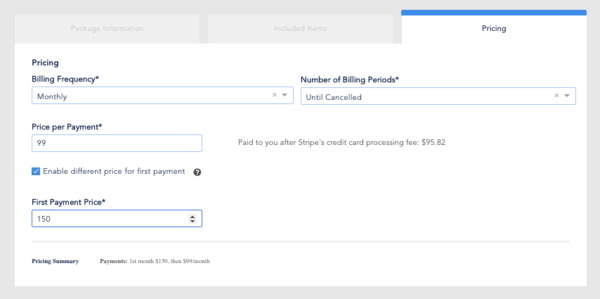 Package Information
Included Items
Pricing
Pricing
Billing Frequency*
Number of Billing Periods*
Monthly
Until Cancelled
Price per Payment*
99
Paid to you after Stripe's credit card processing fee: $95.82
Enable different price for first payment
First Payment Price*
150
Pricing Summary Payments: 1st month $150, then $99/month